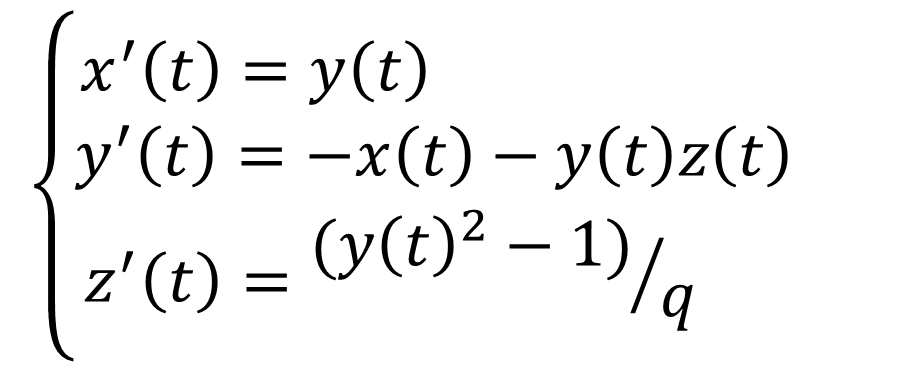 x′(t) = y(t)
y′(t) = −x(t) − y(t)z(t)
z′(t) = (y(t)² − 1)/q